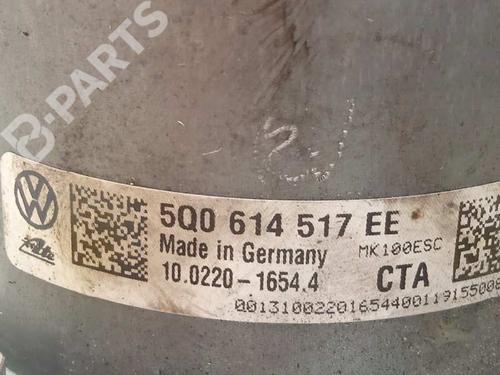 B-PARTS
5Q0 614 517 EE
Made in Germany
MK100ESC
10.0220-1654.4
CTA
Ate